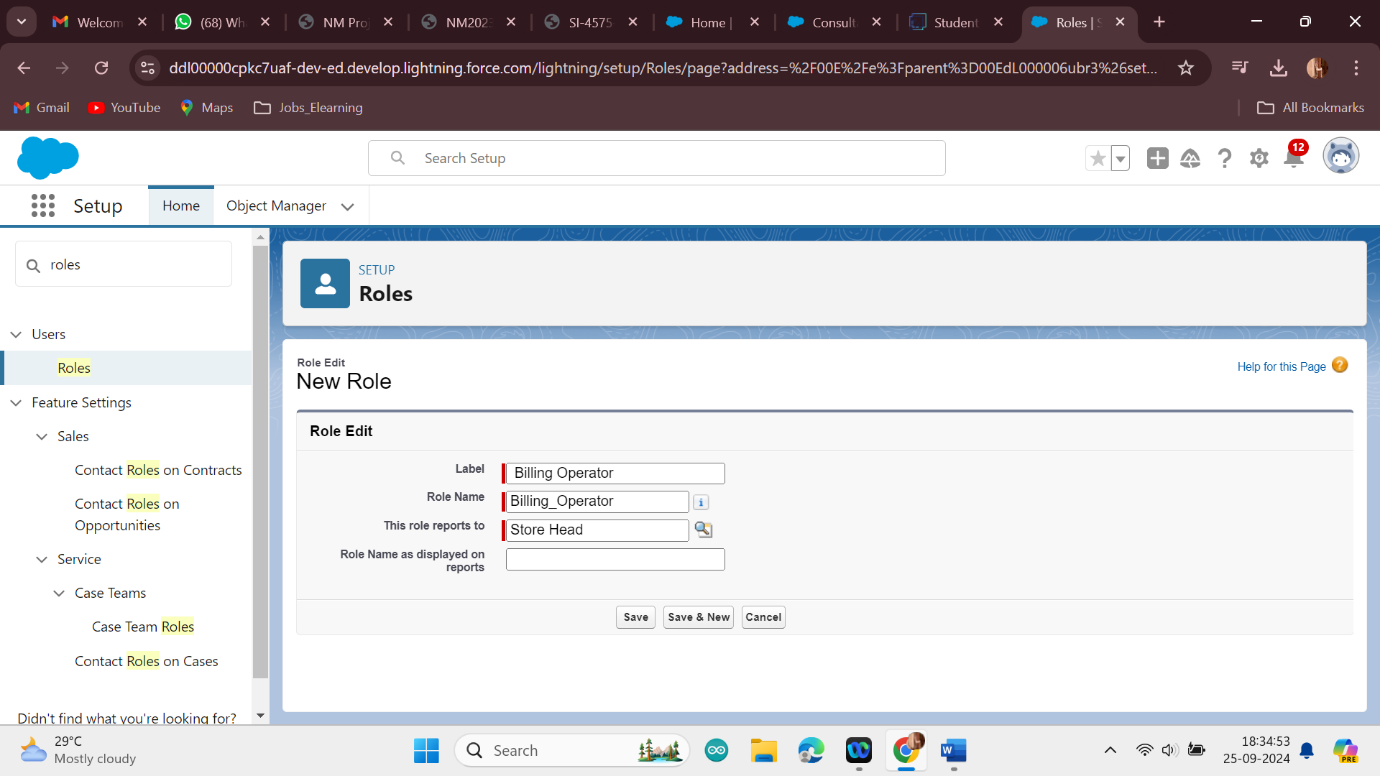 Welcom
(68) Wh
NM Pro
NM202
SI-4575
Home |
Consult
Student
Roles | S
ddl00000cpkc7uaf-dev-ed.develop.lightning.force.com/lightning/setup/Roles/page?address=%2F00E%2Fe%3Fparent%3D00EdL000006ubr3%26set...
Gmail
YouTube
Maps
Jobs_Elearning
All Bookmarks
Search Setup
12
Setup
Home
Object Manager
roles
SETUP
Roles
Users
Roles
Feature Settings
Sales
Contact Roles on Contracts
Contact Roles on
Opportunities
Service
Case Teams
Case Team Roles
Contact Roles on Cases
Didn't find what you're looking for?
Role Edit
New Role
Help for this Page
Role Edit
Label
Billing Operator
Role Name
Billing_Operator
This role reports to
Store Head
Role Name as displayed on
reports
Save
Save & New
Cancel
29°C
Mostly cloudy
Search
18:34:53
25-09-2024
PRE